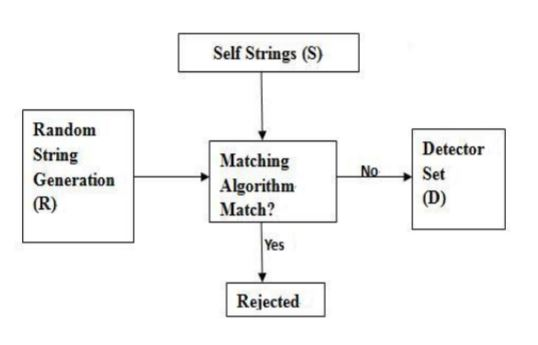 Self Strings (S)
Random
String
Generation
(R)
Matching
Algorithm
Match?
No
Detector
Set
(D)
Yes
Rejected